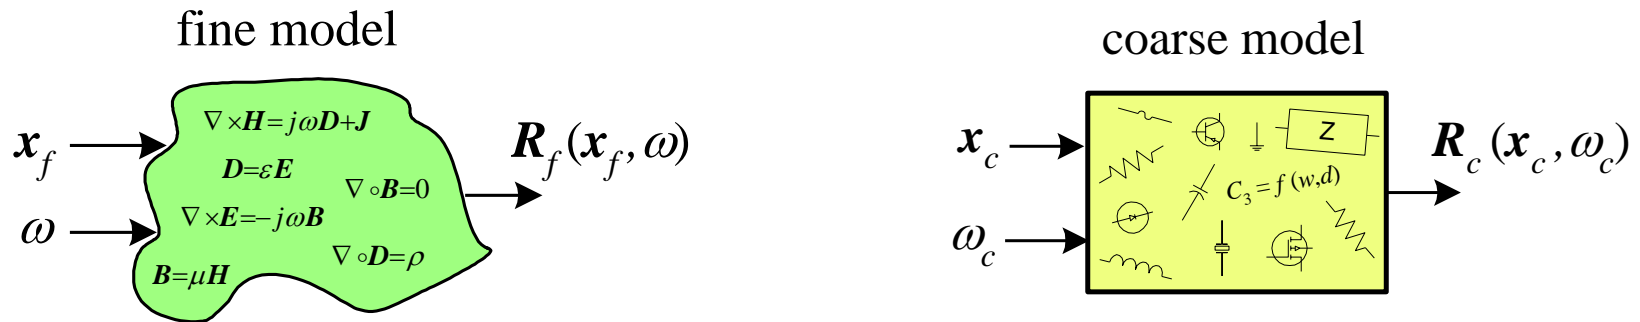 fine model
∇×H=jωD+J
D=εE
∇∘B=0
∇×E=−jωB
∇∘D=ρ
B=μH
x_f
ω
R_f(x_f,ω)
coarse model
Z
C_3=f(w,d)
x_c
ω_c
R_c(x_c,ω_c)